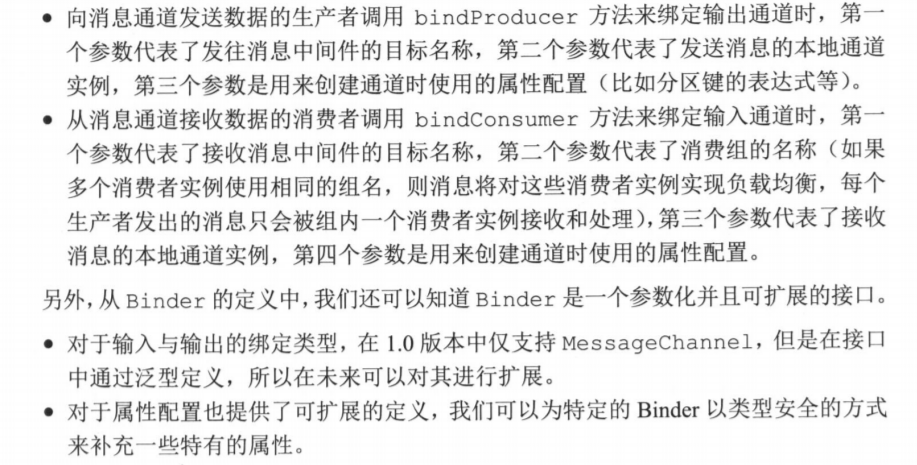 ● 向消息通道发送数据的生产者调用 bindProducer 方法来绑定输出通道时，第一
个参数代表了发往消息中间件的目标名称，第二个参数代表了发送消息的本地通道
实例，第三个参数是用来创建通道时使用的属性配置（比如分区键的表达式等）。
● 从消息通道接收数据的消费者调用 bindConsumer 方法来绑定输入通道时，第一
个参数代表了接收消息中间件的目标名称，第二个参数代表了消费组的名称（如果
多个消费者实例使用相同的组名，则消息将对这些消费者实例实现负载均衡，每个
生产者发出的消息只会被组内一个消费者实例接收和处理），第三个参数代表了接收
消息的本地通道实例，第四个参数是用来创建通道时使用的属性配置。
另外，从 Binder 的定义中，我们还可以知道 Binder 是一个参数化并且可扩展的接口。
● 对于输入与输出的绑定类型，在 1.0 版本中仅支持 MessageChannel，但是在接口
中通过泛型定义，所以在未来可以对其进行扩展。
● 对于属性配置也提供了可扩展的定义，我们可以为特定的 Binder 以类型安全的方式
来补充一些特有的属性。